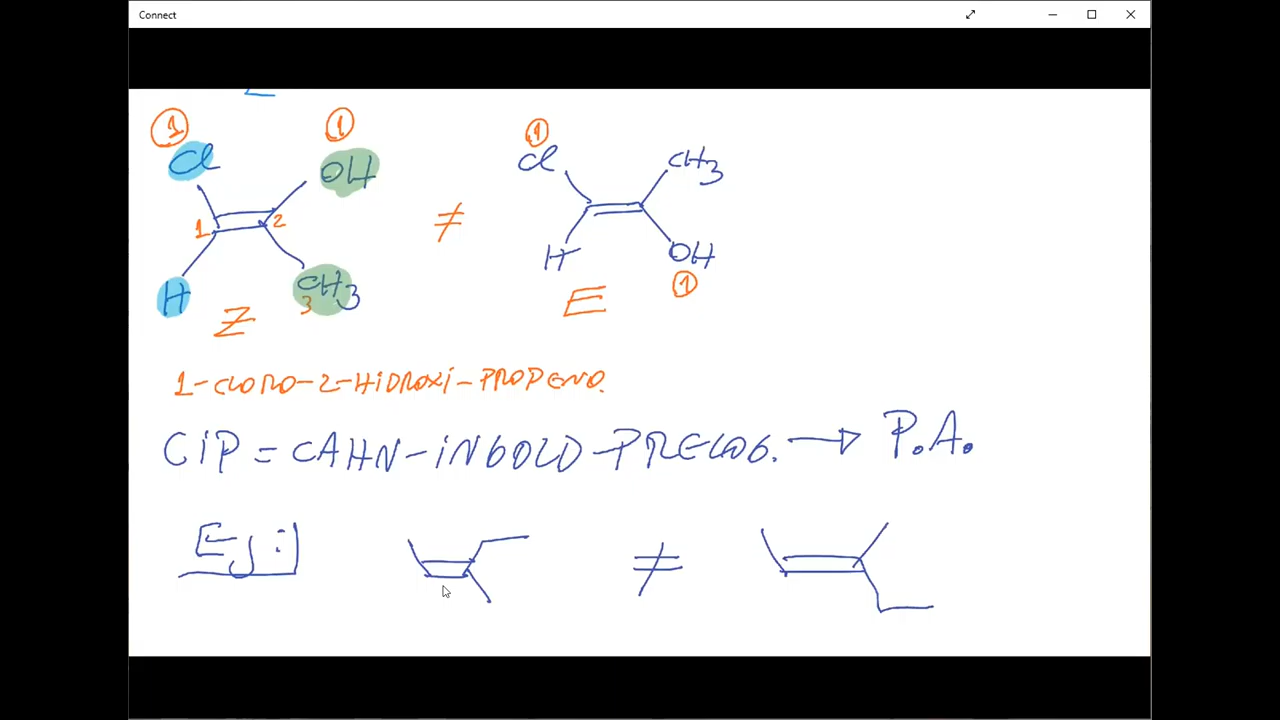 Connect
1 1 1
Cl OH Cl CH3
1 2 ≠
H CH3 H OH
3 1
Z E
1-CLORO-2-HIDROXI-PROPENO.
CiP = CAHN-iNGOLD-PRELOG. → P.A.
Ej: ≠